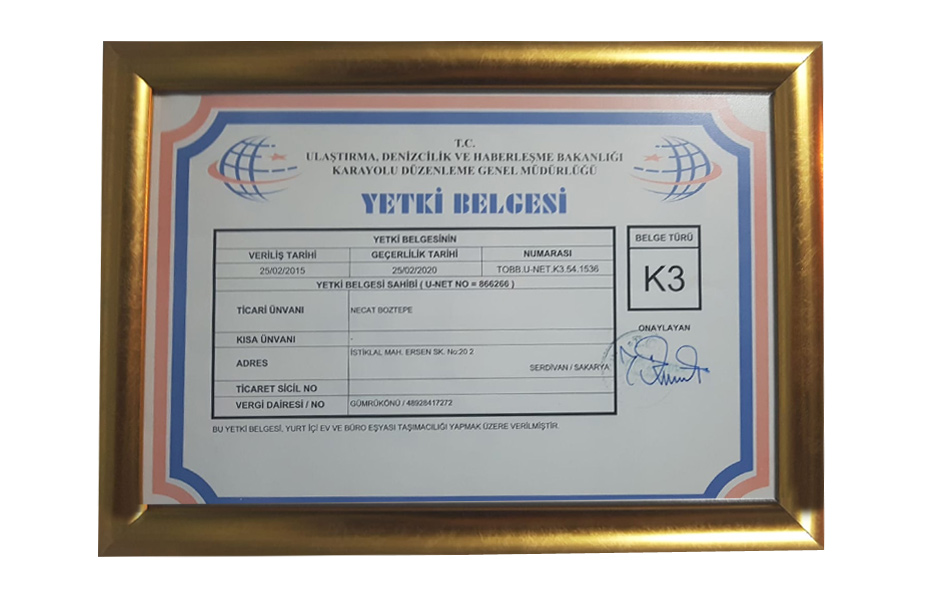 T.C.
ULAŞTIRMA, DENİZCİLİK VE HABERLEŞME BAKANLIĞI
KARAYOLU DÜZENLEME GENEL MÜDÜRLÜĞÜ
YETKİ BELGESİ
YETKİ BELGESİNİN
VERİLİŞ TARİHİ GEÇERLİLİK TARİHİ NUMARASI
25/02/2015 25/02/2020 TOBB.U-NET.K3.54.1536
YETKİ BELGESİ SAHİBİ ( U-NET NO = 866266 )
TİCARİ ÜNVANI NECAT BOZTEPE
KISA ÜNVANI -
ADRES İSTİKLAL MAH. ERSEN SK. No:20 2
SERDİVAN / SAKARYA
TİCARET SİCİL NO
VERGİ DAİRESİ / NO GÜMRÜKÖNÜ / 48928417272
BU YETKİ BELGESİ, YURT İÇİ EV VE BÜRO EŞYASI TAŞIMACILIĞI YAPMAK ÜZERE VERİLMİŞTİR.
BELGE TÜRÜ
K3
ONAYLAYAN